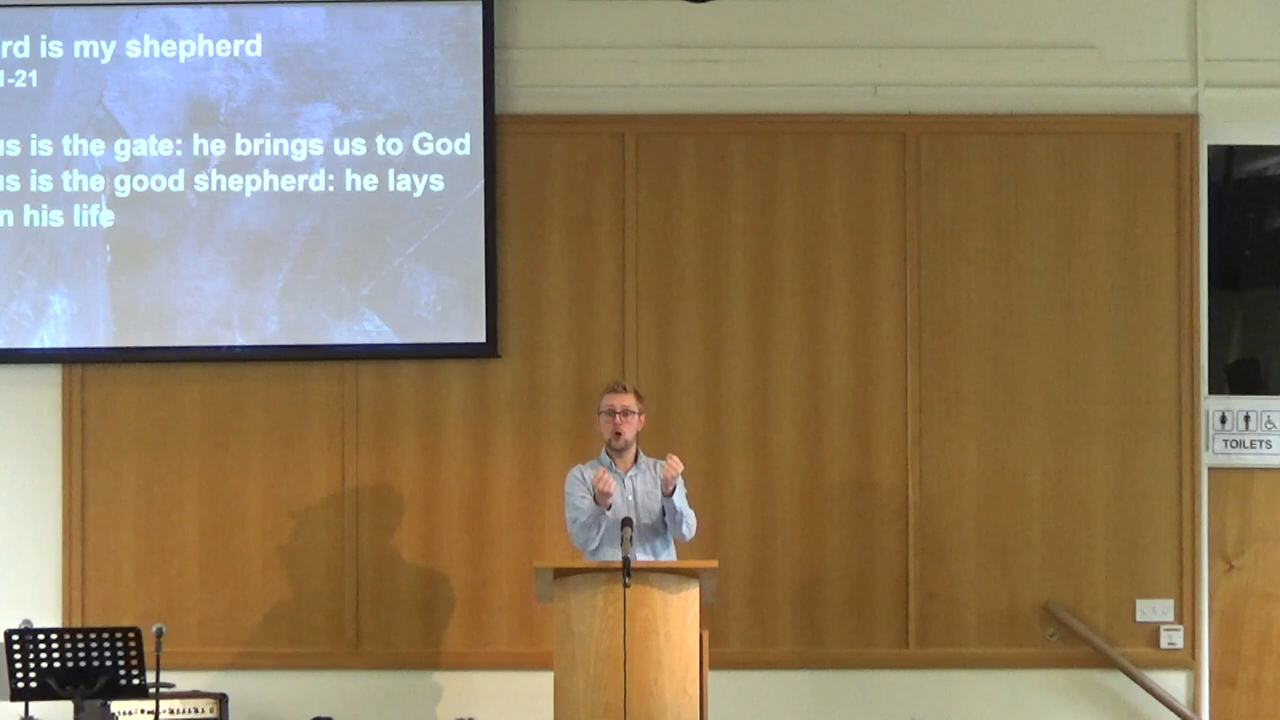 rd is my shepherd
1-21
us is the gate: he brings us to God
us is the good shepherd: he lays
n his life
TOILETS